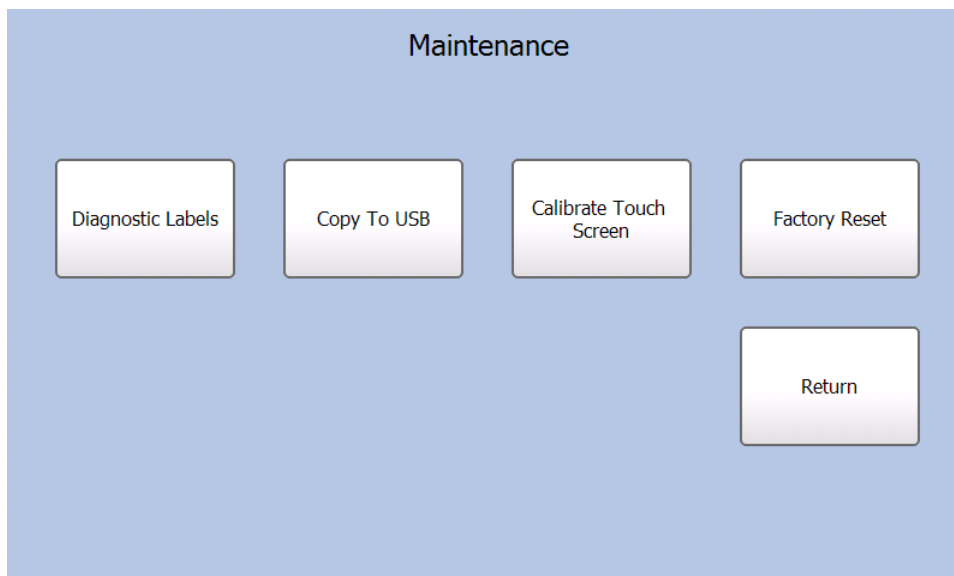 Maintenance
Diagnostic Labels
Copy To USB
Calibrate Touch
Screen
Factory Reset
Return